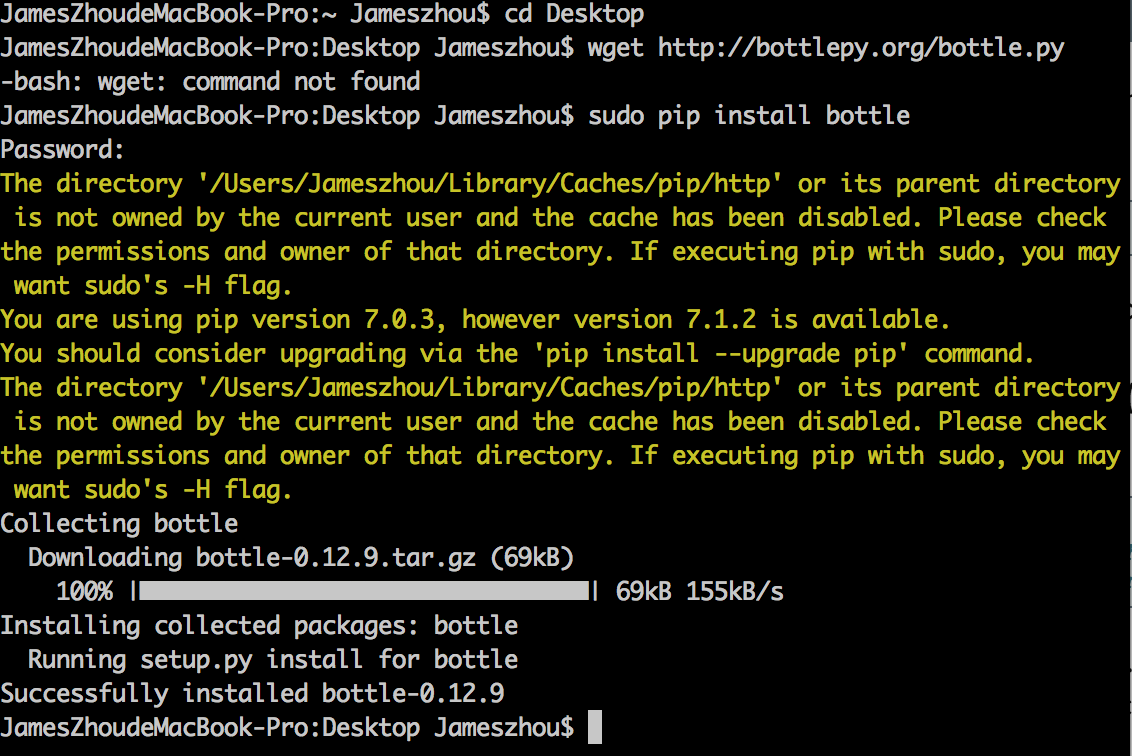 JamesZhoudeMacBook-Pro:~ Jameszhou$ cd Desktop
JamesZhoudeMacBook-Pro:Desktop Jameszhou$ wget http://bottlepy.org/bottle.py
-bash: wget: command not found
JamesZhoudeMacBook-Pro:Desktop Jameszhou$ sudo pip install bottle
Password:
The directory '/Users/Jameszhou/Library/Caches/pip/http' or its parent directory
 is not owned by the current user and the cache has been disabled. Please check
the permissions and owner of that directory. If executing pip with sudo, you may
 want sudo's -H flag.
You are using pip version 7.0.3, however version 7.1.2 is available.
You should consider upgrading via the 'pip install --upgrade pip' command.
The directory '/Users/Jameszhou/Library/Caches/pip/http' or its parent directory
 is not owned by the current user and the cache has been disabled. Please check
the permissions and owner of that directory. If executing pip with sudo, you may
 want sudo's -H flag.
Collecting bottle
  Downloading bottle-0.12.9.tar.gz (69kB)
    100% |████████████████████████████████| 69kB 155kB/s
Installing collected packages: bottle
  Running setup.py install for bottle
Successfully installed bottle-0.12.9
JamesZhoudeMacBook-Pro:Desktop Jameszhou$